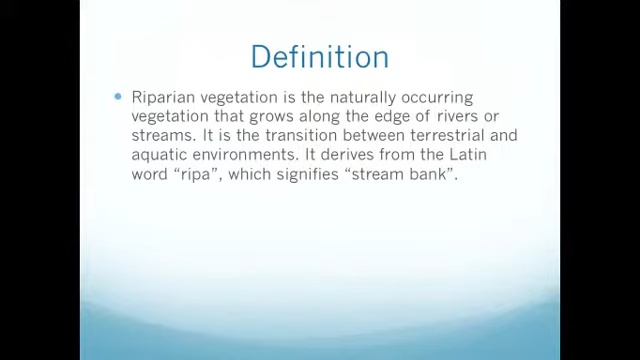 Definition
• Riparian vegetation is the naturally occurring
vegetation that grows along the edge of rivers or
streams. It is the transition between terrestrial and
aquatic environments. It derives from the Latin
word “ripa”, which signifies “stream bank”.